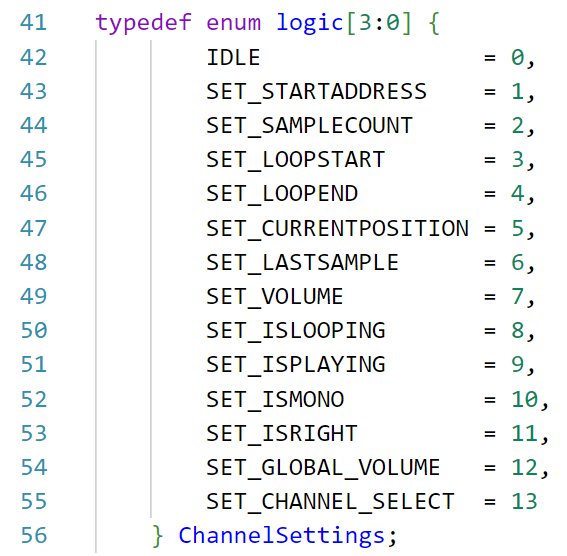 41 typedef enum logic[3:0] {
42 IDLE = 0,
43 SET_STARTADDRESS = 1,
44 SET_SAMPLECOUNT = 2,
45 SET_LOOPSTART = 3,
46 SET_LOOPEND = 4,
47 SET_CURRENTPOSITION = 5,
48 SET_LASTSAMPLE = 6,
49 SET_VOLUME = 7,
50 SET_ISLOOPING = 8,
51 SET_ISPLAYING = 9,
52 SET_ISMONO = 10,
53 SET_ISRIGHT = 11,
54 SET_GLOBAL_VOLUME = 12,
55 SET_CHANNEL_SELECT = 13
56 } ChannelSettings;